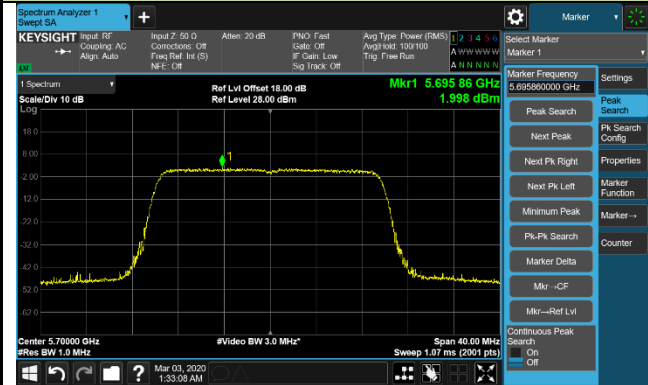 Spectrum Analyzer 1
Swept SA
Marker
KEYSIGHT
Input: RF
Coupling: AC
Align: Auto
Input Z: 50 Ω
Corrections: Off
Freq Ref: Int (S)
NFE: Off
Atten: 20 dB
PNO: Fast
Gate: Off
IF Gain: Low
Sig Track: Off
Avg Type: Power (RMS)
Avg|Hold: 100/100
Trig: Free Run
1 2 3 4 5 6
A W W W W W
A N N N N N
Select Marker
Marker 1
1 Spectrum
Scale/Div 10 dB
Log
Ref Lvl Offset 18.00 dB
Ref Level 28.00 dBm
Mkr1 5.695 86 GHz
1.998 dBm
Marker Frequency
5.695860000 GHz
Settings
Peak Search
Peak
Search
Next Peak
Pk Search
Config
Next Pk Right
Properties
Next Pk Left
Marker
Function
Minimum Peak
Marker→
Pk-Pk Search
Counter
Marker Delta
Mkr→CF
Mkr→Ref Lvl
Continuous Peak
Search
On
Off
18.0
8.00
-2.00
-12.0
-22.0
-32.0
-42.0
-52.0
-62.0
1
Center 5.70000 GHz
#Res BW 1.0 MHz
#Video BW 3.0 MHz*
Span 40.00 MHz
Sweep 1.07 ms (2001 pts)
Mar 03, 2020
1:33:08 AM